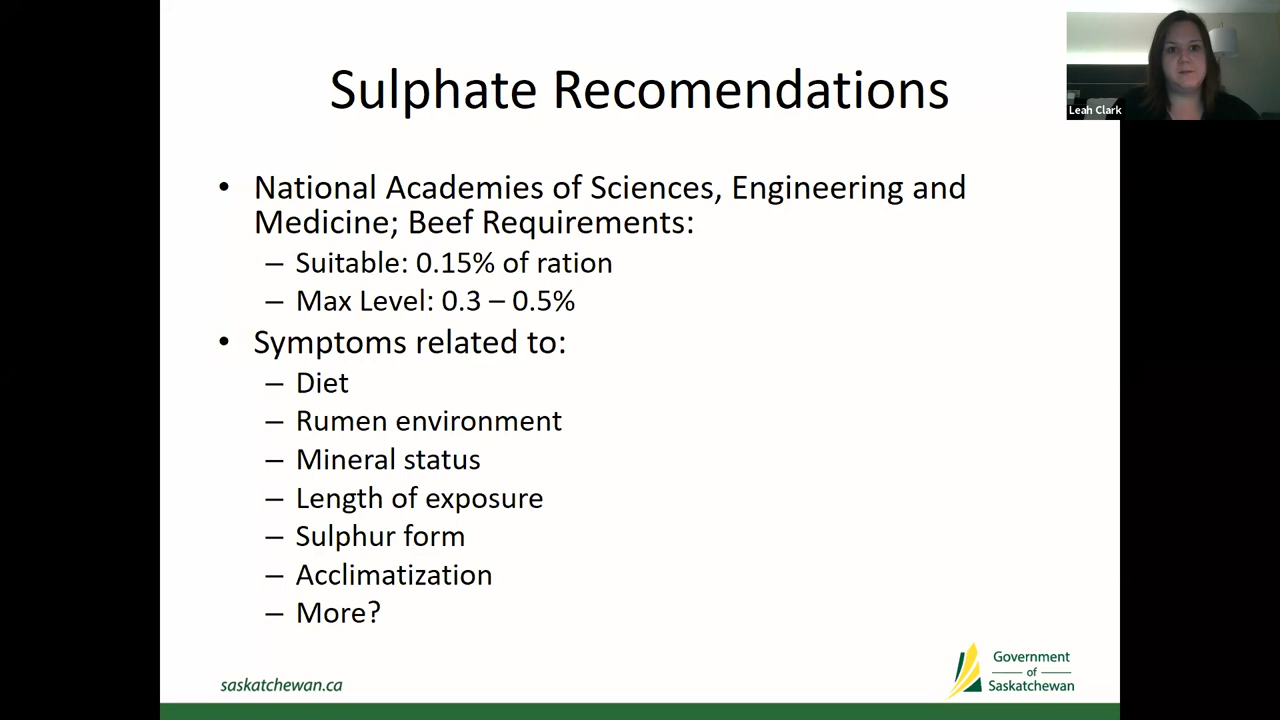 Sulphate Recomendations
Leah Clark
• National Academies of Sciences, Engineering and
Medicine; Beef Requirements:
– Suitable: 0.15% of ration
– Max Level: 0.3 – 0.5%
• Symptoms related to:
– Diet
– Rumen environment
– Mineral status
– Length of exposure
– Sulphur form
– Acclimatization
– More?
saskatchewan.ca
Government
of
Saskatchewan